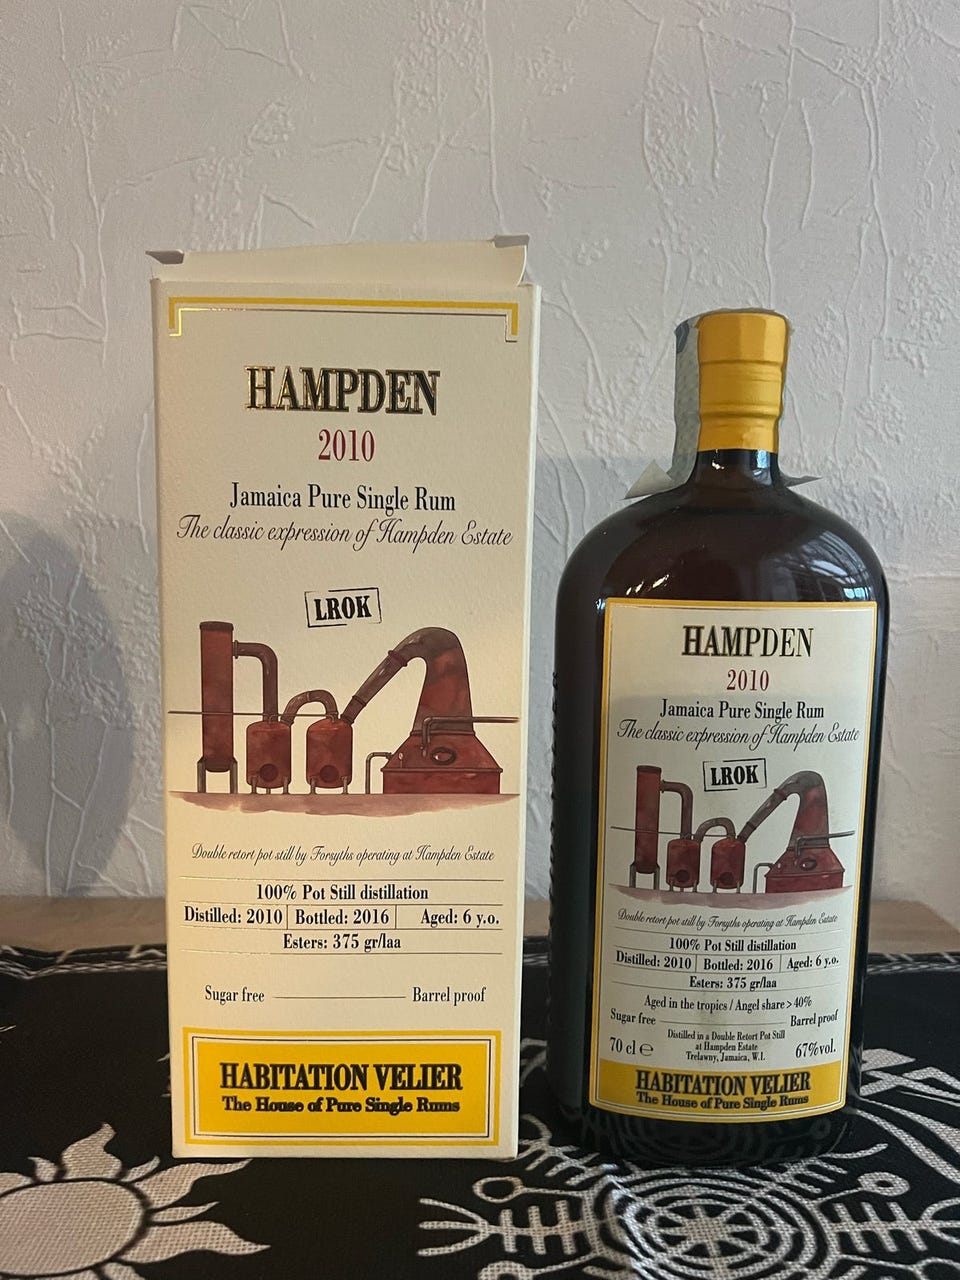 HAMPDEN
2010
Jamaica Pure Single Rum
The classic expression of Hampden Estate
LROK
Double retort pot still by Forsyths operating at Hampden Estate
100% Pot Still distillation
Distilled: 2010 Bottled: 2016 Aged: 6 y.o.
Esters: 375 gr/laa
Sugar free Barrel proof
HABITATION VELIER
The House of Pure Single Rums
HAMPDEN
2010
Jamaica Pure Single Rum
The classic expression of Hampden Estate
LROK
Double retort pot still by Forsyths operating at Hampden Estate
100% Pot Still distillation
Distilled: 2010 Bottled: 2016 Aged: 6 y.o.
Esters: 375 gr/laa
Aged in the tropics / Angel share > 40%
Sugar free Barrel proof
Distilled in a Double Retort Pot Still
at Hampden Estate
Trelawny, Jamaica, W.I.
70 cl e 67%vol.
HABITATION VELIER
The House of Pure Single Rums